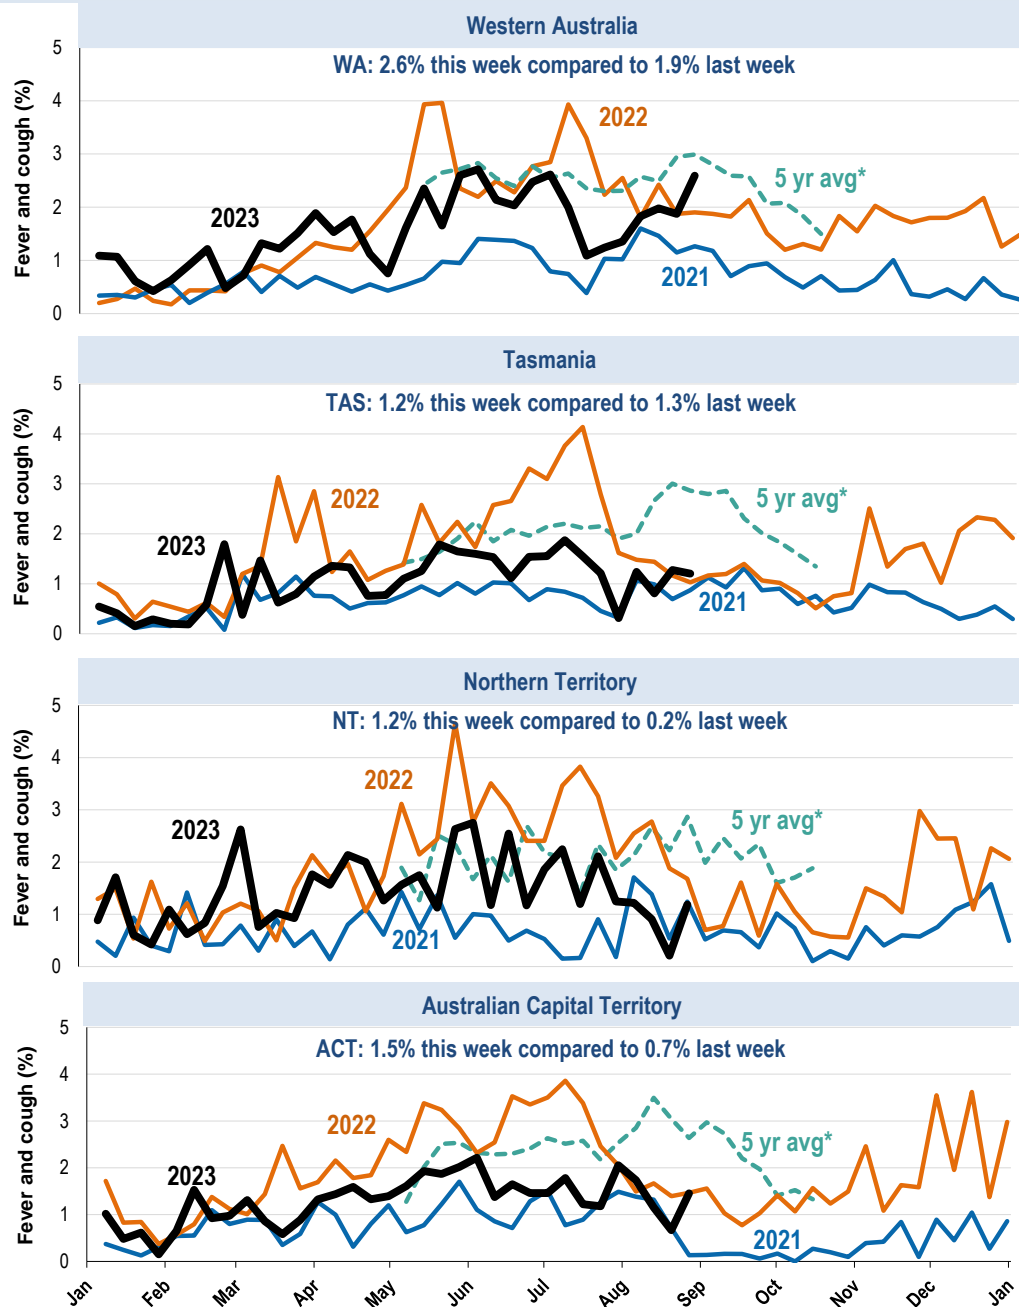 Western Australia
WA: 2.6% this week compared to 1.9% last week
Fever and cough (%)
5
4
3
2
1
0
2022
5 yr avg*
2023
2021
Tasmania
TAS: 1.2% this week compared to 1.3% last week
Fever and cough (%)
5
4
3
2
1
0
2022
5 yr avg*
2023
2021
Northern Territory
NT: 1.2% this week compared to 0.2% last week
Fever and cough (%)
5
4
3
2
1
0
2022
2023
5 yr avg*
2021
Australian Capital Territory
ACT: 1.5% this week compared to 0.7% last week
Fever and cough (%)
5
4
3
2
1
0
2022
5 yr avg*
2023
2021
Jan Feb Mar Apr May Jun Jul Aug Sep Oct Nov Dec Jan